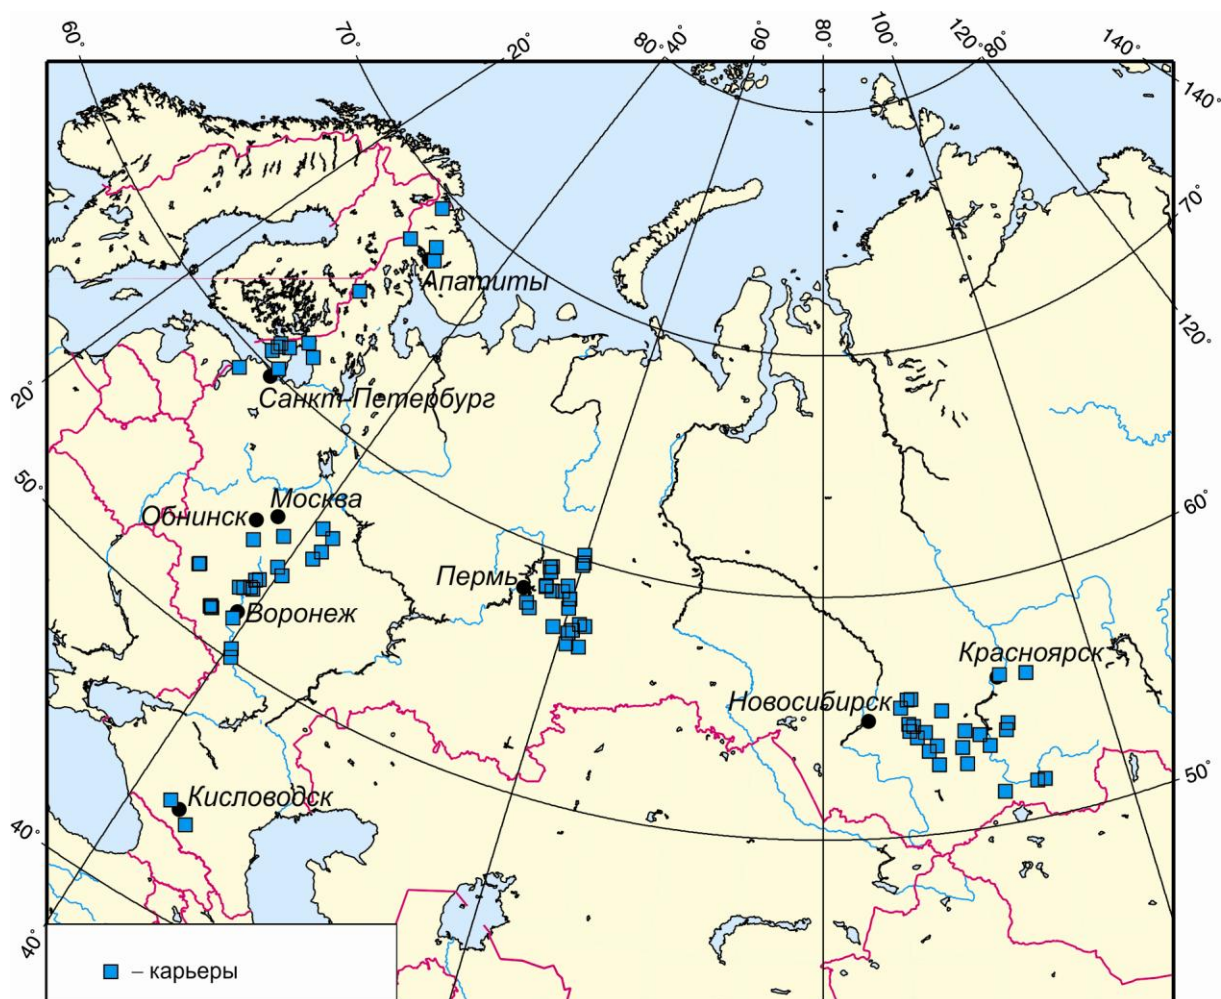 60°
70°
20°
80°
40°
60°
80°
100°
120°
80°
140°
140°
70°
120°
60°
50°
20°
50°
40°
40°
Апатиты
Санкт-Петербург
Москва
Обнинск
Воронеж
Пермь
Красноярск
Новосибирск
Кисловодск
– карьеры